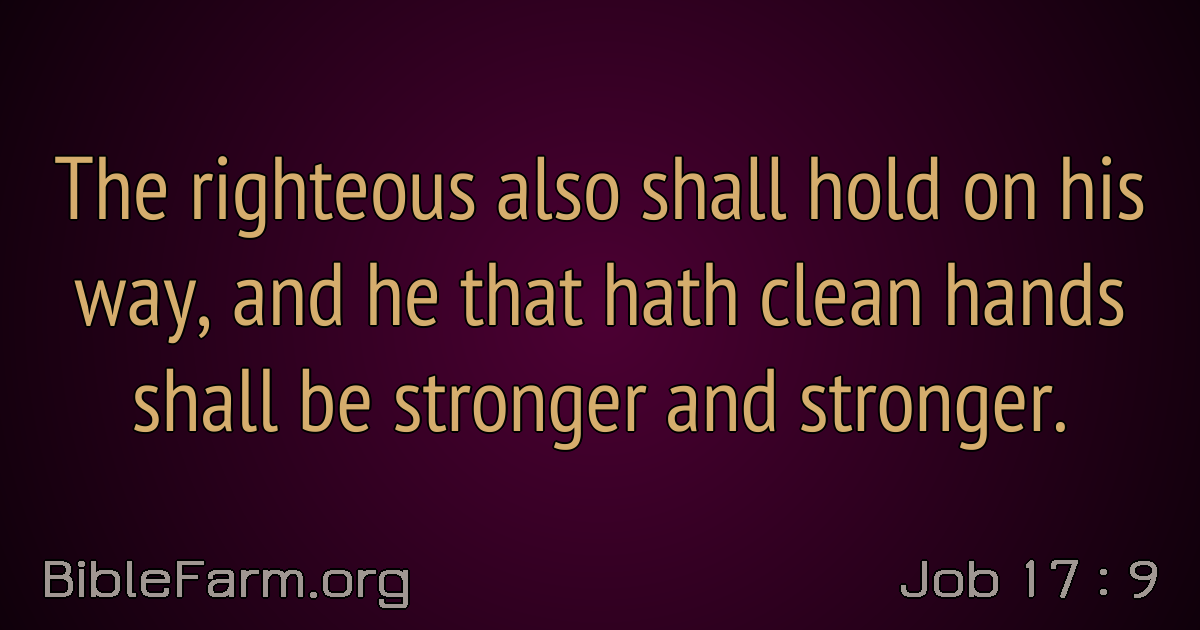 The righteous also shall hold on his
way, and he that hath clean hands
shall be stronger and stronger.
BibleFarm.org
Job 17 : 9